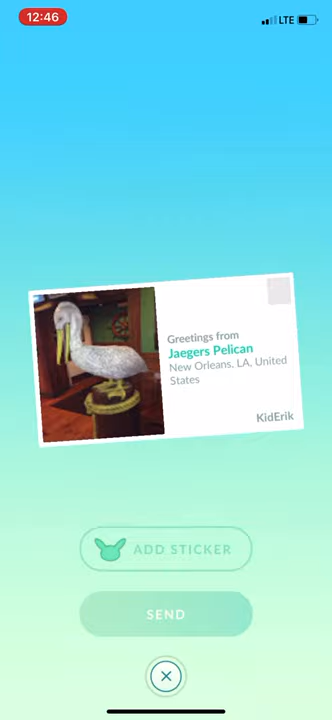 12:46
LTE
Greetings from
Jaegers Pelican
New Orleans, LA, United
States
KidErik
ADD STICKER
SEND